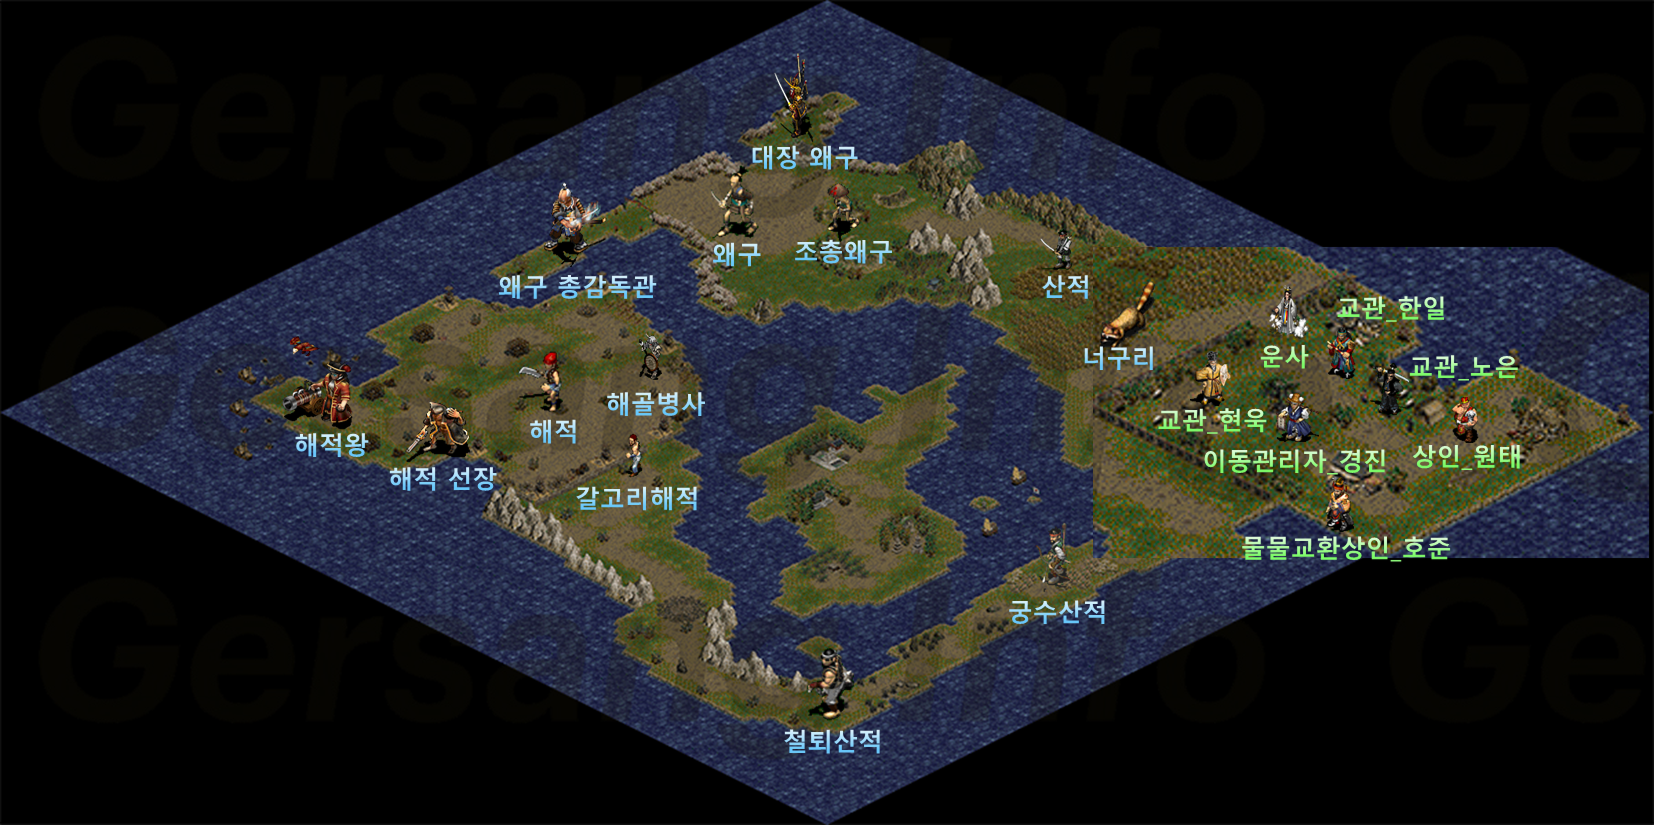 Gersang Info
대장 왜구
왜구
조총왜구
왜구 총감독관
산적
너구리
교관_한일
운사
교관_노은
교관_현욱
이동관리자_경진
상인_원태
물물교환상인_호준
해골병사
해적
해적왕
해적 선장
갈고리해적
궁수산적
철퇴산적